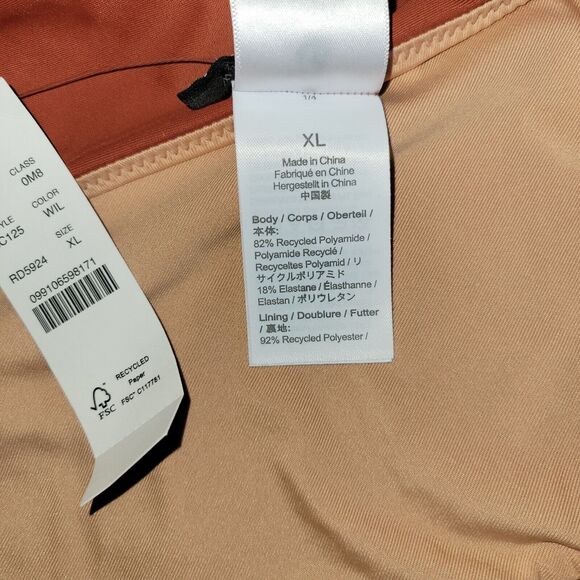 1/4
XL
Made in China
Fabriqué en Chine
Hergestellt in China
中国製
Body / Corps / Oberteil /
本体:
82% Recycled Polyamide /
Polyamide Recyclé /
Recyceltes Polyamid / リ
サイクルポリアミド
18% Elastane / Élasthanne /
Elastan / ポリウレタン
Lining / Doublure / Futter
/ 裏地:
92% Recycled Polyester /
CLASS
0M8
COLOR
WIL
C125
SIZE
XL
RD5924
099106598171
RECYCLED
Paper
FSC
FSC® C117781